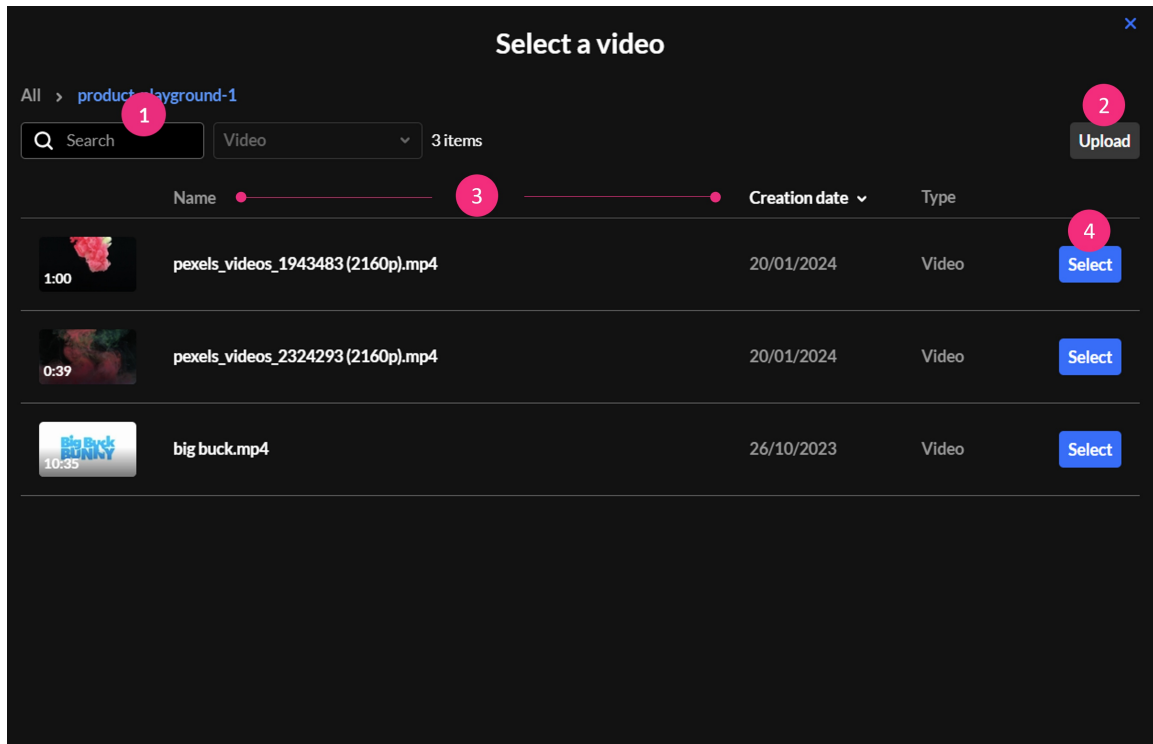 Select a video
All > product-playground-1
1
2
Search
Video
3 items
Upload
Name
3
Creation date
Type
4
1:00
pexels_videos_1943483 (2160p).mp4
20/01/2024
Video
Select
0:39
pexels_videos_2324293 (2160p).mp4
20/01/2024
Video
Select
Big Buck
BUNNY
10:35
big buck.mp4
26/10/2023
Video
Select